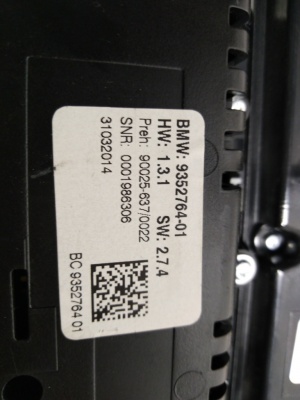 BMW: 9352764-01
HW: 1.3.1 SW: 2.7.4
Preh: 90025-637/0022
SNR: 0001986306
31032014
BC 9352764 01